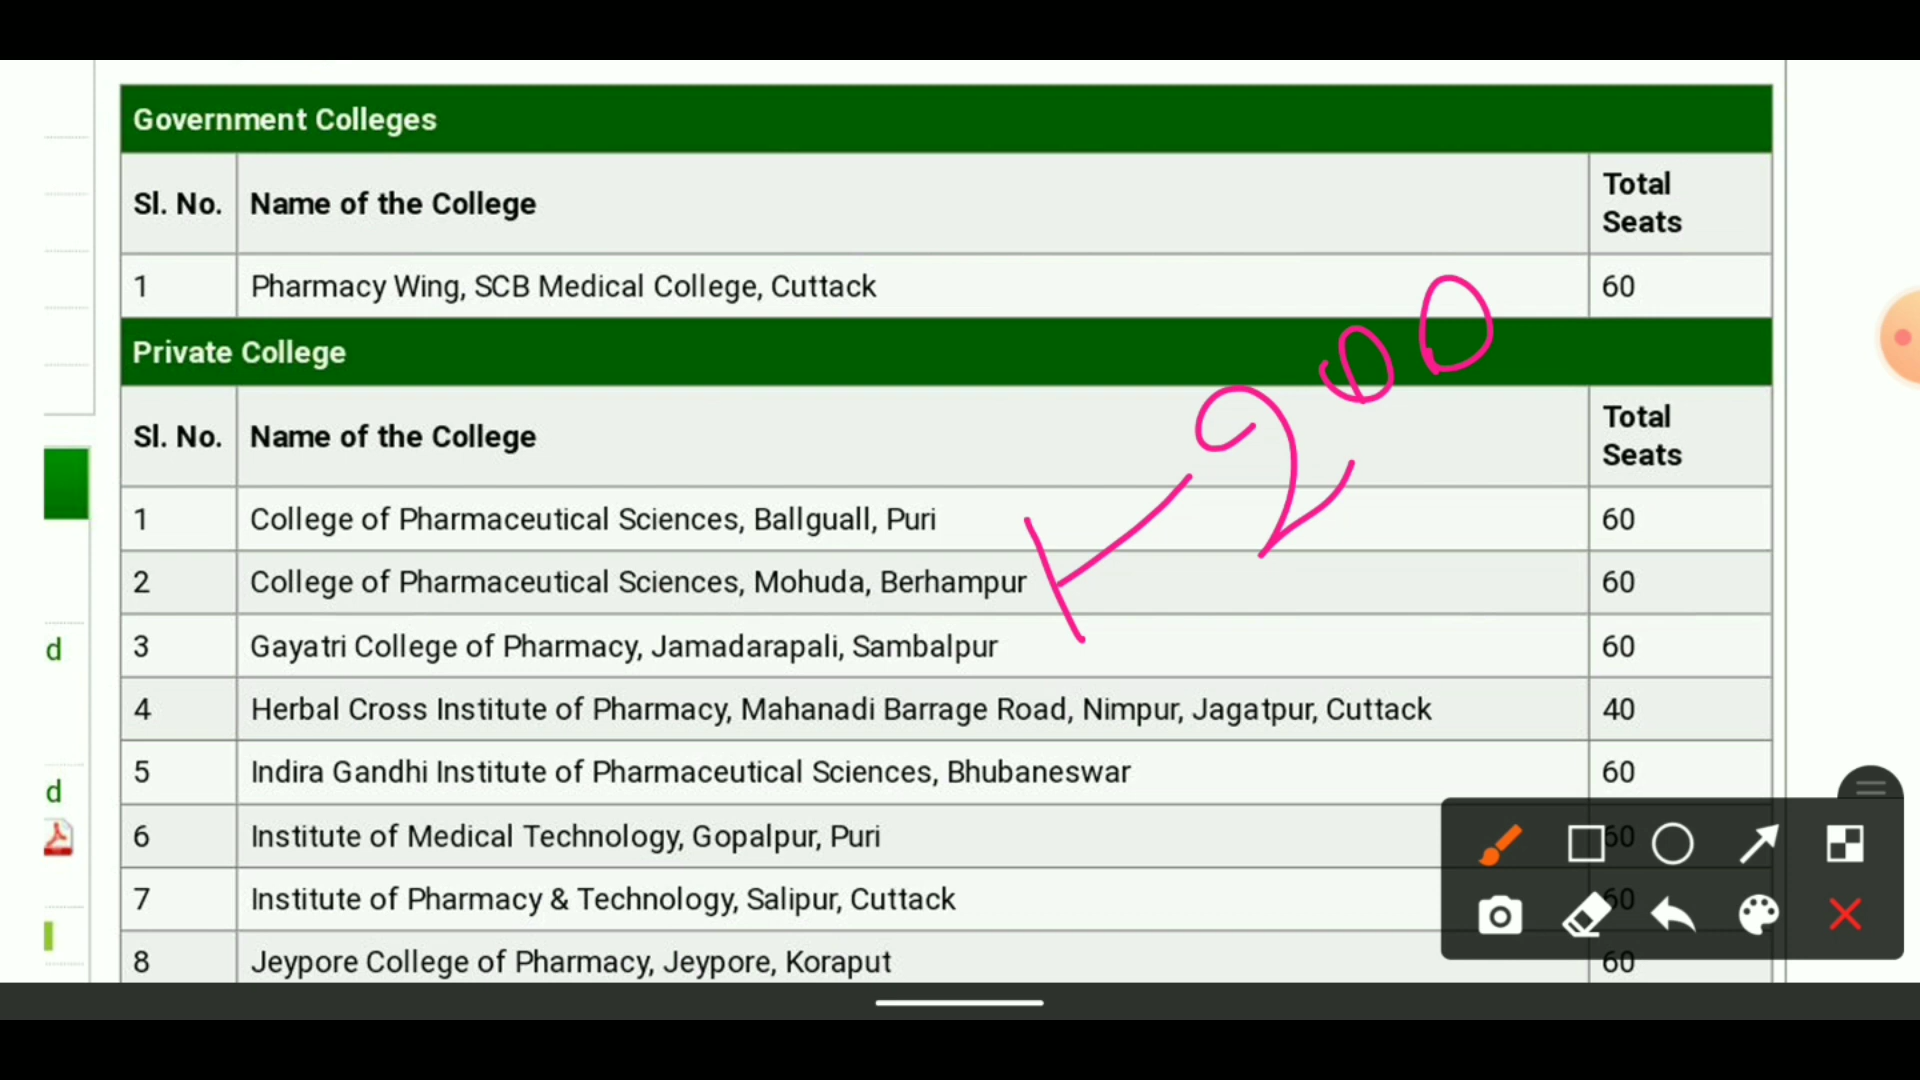 Government Colleges
Sl. No. Name of the College Total Seats
1 Pharmacy Wing, SCB Medical College, Cuttack 60
Private College
Sl. No. Name of the College Total Seats
1 College of Pharmaceutical Sciences, Ballguall, Puri 60
2 College of Pharmaceutical Sciences, Mohuda, Berhampur 60
3 Gayatri College of Pharmacy, Jamadarapali, Sambalpur 60
4 Herbal Cross Institute of Pharmacy, Mahanadi Barrage Road, Nimpur, Jagatpur, Cuttack 40
5 Indira Gandhi Institute of Pharmaceutical Sciences, Bhubaneswar 60
6 Institute of Medical Technology, Gopalpur, Puri 60
7 Institute of Pharmacy & Technology, Salipur, Cuttack 60
8 Jeypore College of Pharmacy, Jeypore, Koraput 60
d
d